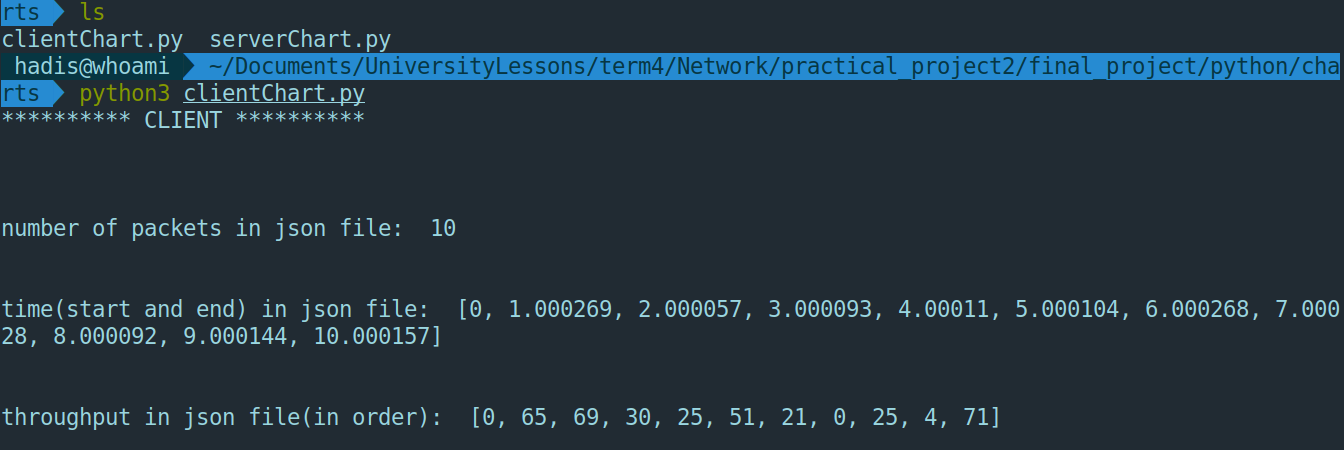 rts ls
clientChart.py  serverChart.py
hadis@whoami ~/Documents/UniversityLessons/term4/Network/practical_project2/final_project/python/cha
rts python3 clientChart.py
********** CLIENT **********
number of packets in json file:  10
time(start and end) in json file:  [0, 1.000269, 2.000057, 3.000093, 4.00011, 5.000104, 6.000268, 7.000
28, 8.000092, 9.000144, 10.000157]
throughput in json file(in order):  [0, 65, 69, 30, 25, 51, 21, 0, 25, 4, 71]